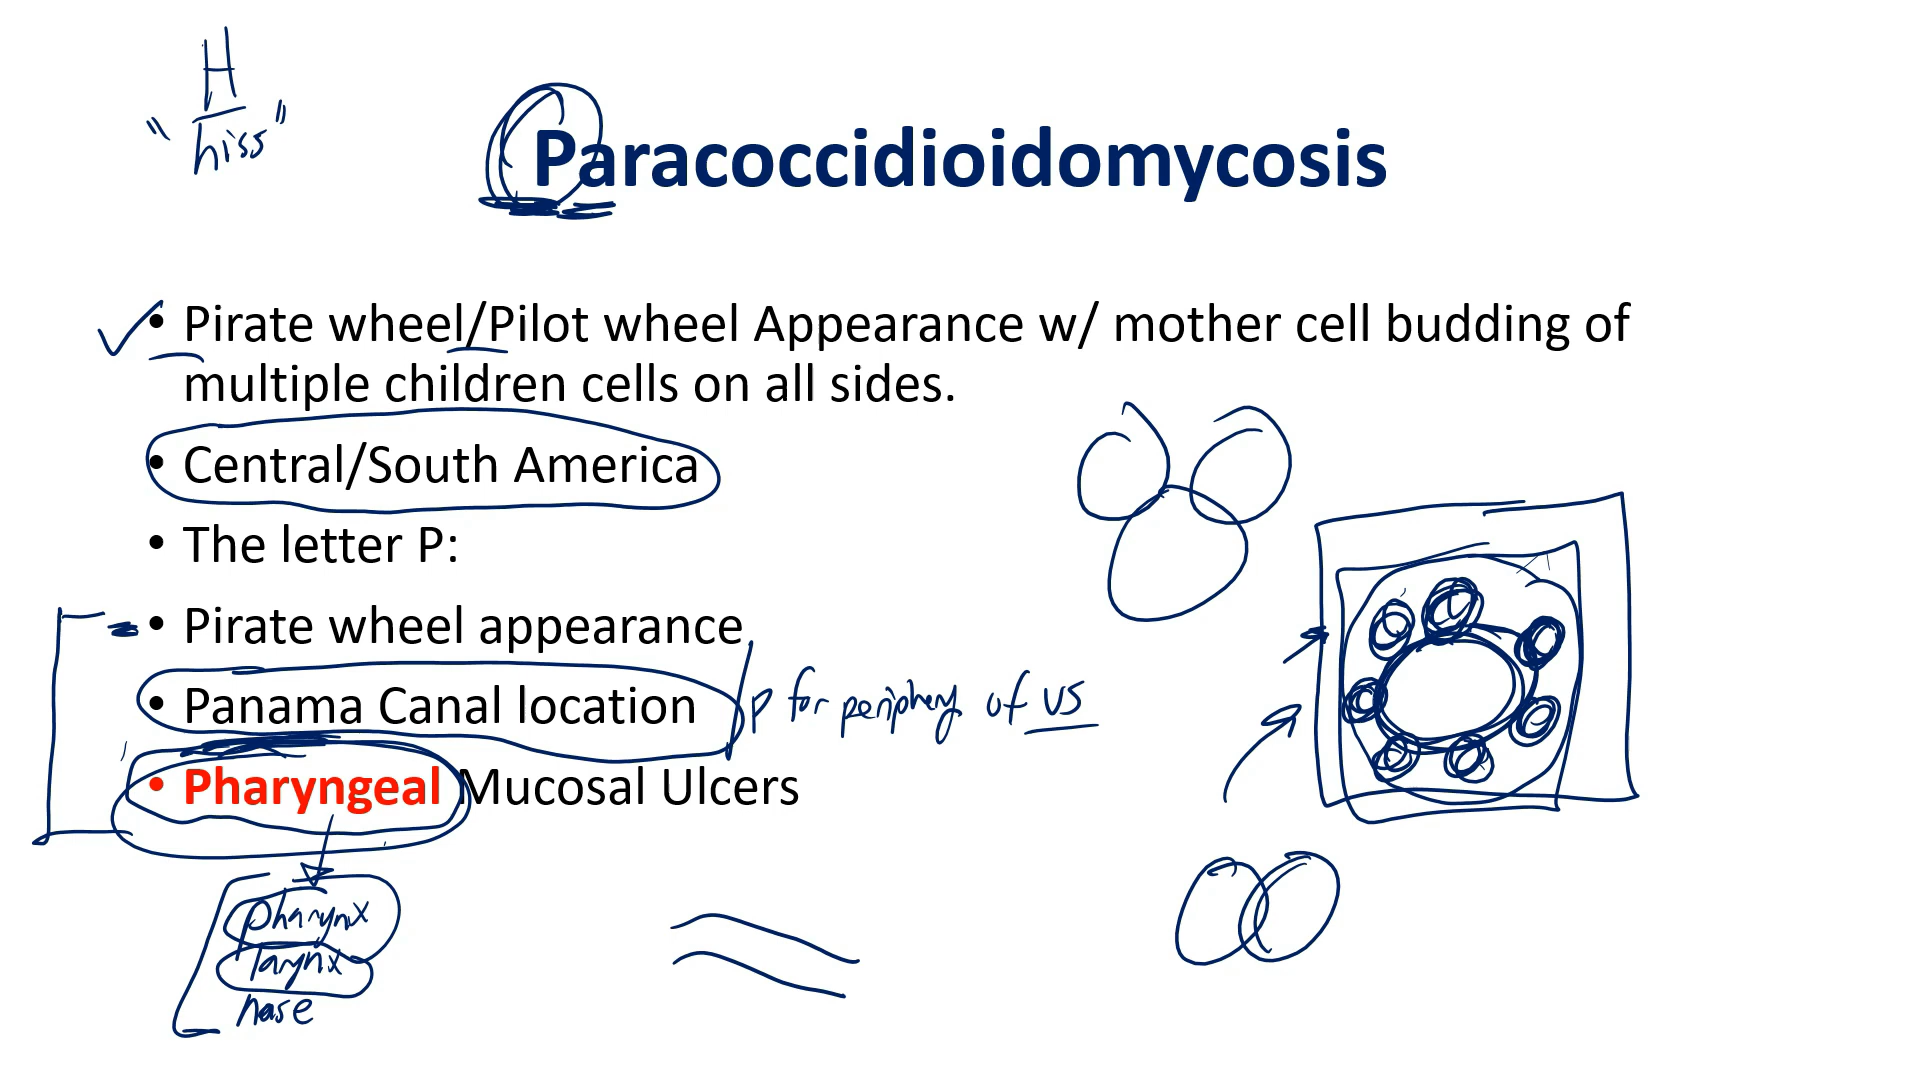 H
"hiss"
Paracoccidioidomycosis
• Pirate wheel/Pilot wheel Appearance w/ mother cell budding of
multiple children cells on all sides.
• Central/South America
• The letter P:
• Pirate wheel appearance
• Panama Canal location
p for periphery of US
• Pharyngeal Mucosal Ulcers
pharynx
larynx
nose